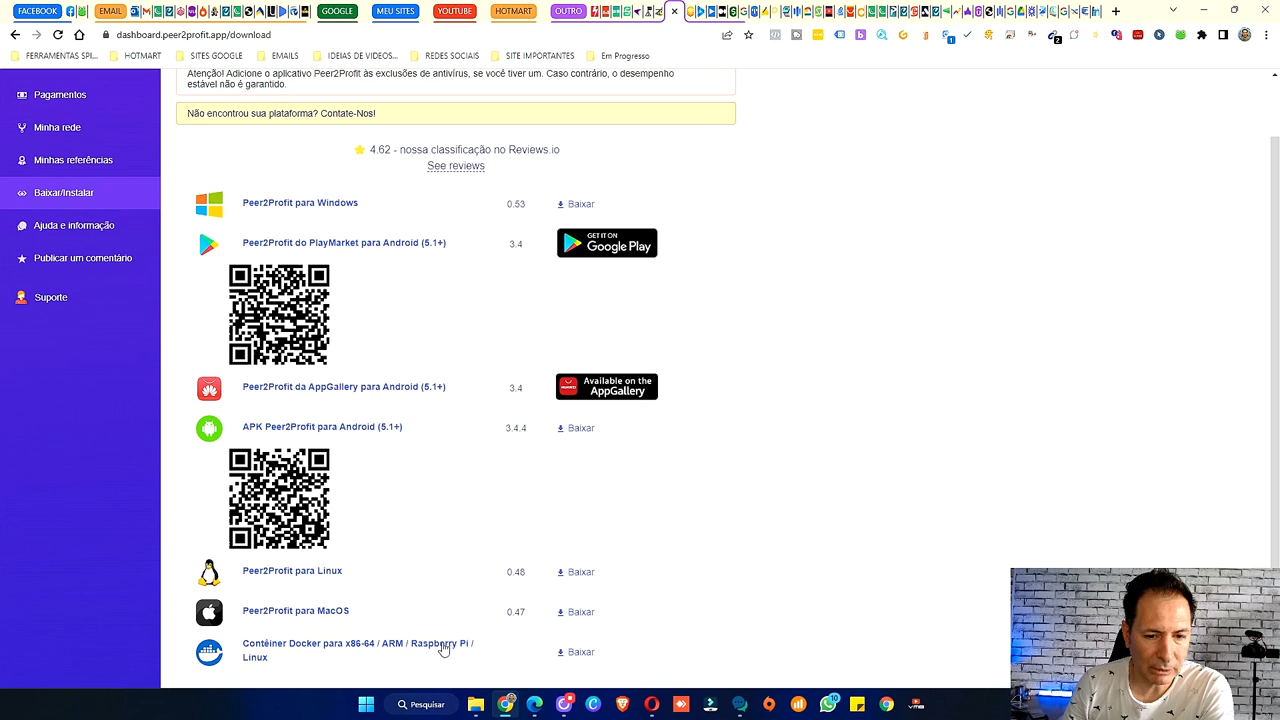 FACEBOOK
EMAIL
GOOGLE
MEU SITES
YOUTUBE
HOTMART
OUTRO
dashboard.peer2profit.app/download
FERRAMENTAS SPI...
HOTMART
SITES GOOGLE
EMAILS
IDEIAS DE VIDEOS...
REDES SOCIAIS
SITE IMPORTANTES
Em Progresso
Atenção! Adicione o aplicativo Peer2Profit às exclusões de antivírus, se você tiver um. Caso contrário, o desempenho
estável não é garantido.
Não encontrou sua plataforma? Contate-Nos!
Pagamentos
Minha rede
Minhas referências
Baixar/Instalar
Ajuda e informação
Publicar um comentário
Suporte
4.62 - nossa classificação no Reviews.io
See reviews
Peer2Profit para Windows 0.53 Baixar
Peer2Profit do PlayMarket para Android (5.1+) 3.4 GET IT ON
Google Play
Peer2Profit da AppGallery para Android (5.1+) 3.4 Available on the
AppGallery
HUAWEI
APK Peer2Profit para Android (5.1+) 3.4.4 Baixar
Peer2Profit para Linux 0.48 Baixar
Peer2Profit para MacOS 0.47 Baixar
Contêiner Docker para x86-64 / ARM / Raspberry Pi /
Linux
Baixar
Pesquisar
10